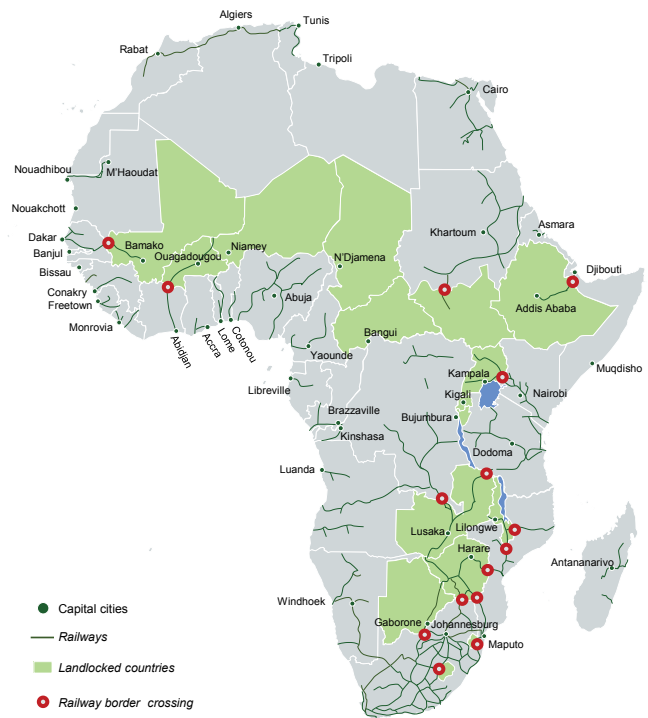 Algiers
Tunis
Rabat
Tripoli
Cairo
Nouadhibou
M'Haoudat
Nouakchott
Asmara
Khartoum
Dakar
Bamako
Niamey
Banjul
Ouagadougou
N'Djamena
Djibouti
Bissau
Abuja
Addis Ababa
Conakry
Freetown
Monrovia
Abidjan
Accra
Lome
Cotonou
Bangui
Yaounde
Muqdisho
Kampala
Libreville
Kigali
Nairobi
Brazzaville
Bujumbura
Kinshasa
Dodoma
Luanda
Lusaka
Lilongwe
Harare
Antananarivo
Windhoek
Gaborone
Johannesburg
Maputo
Capital cities
Railways
Landlocked countries
Railway border crossing